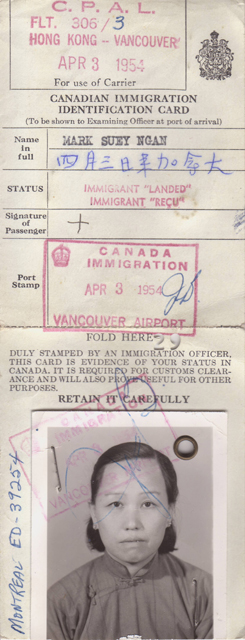 C. P. A. L.
FLT. 306/3
HONG KONG - VANCOUVER
APR 3 1954
For use of Carrier
CANADIAN IMMIGRATION
IDENTIFICATION CARD
(To be shown to Examining Officer at port of arrival)
Name in full
MARK SUEY NGAN
四月三日来加拿大
STATUS
IMMIGRANT "LANDED"
IMMIGRANT "REÇU"
Signature of Passenger
+
Port Stamp
CANADA
IMMIGRATION
APR 3 1954
VANCOUVER AIRPORT
FOLD HERE
29
DULY STAMPED BY AN IMMIGRATION OFFICER,
THIS CARD IS EVIDENCE OF YOUR STATUS IN
CANADA. IT IS REQUIRED FOR CUSTOMS CLEAR-
ANCE AND WILL ALSO PROVE USEFUL FOR OTHER
PURPOSES.
RETAIN IT CAREFULLY
IMMIGRATION
MONTREAL ED-39254